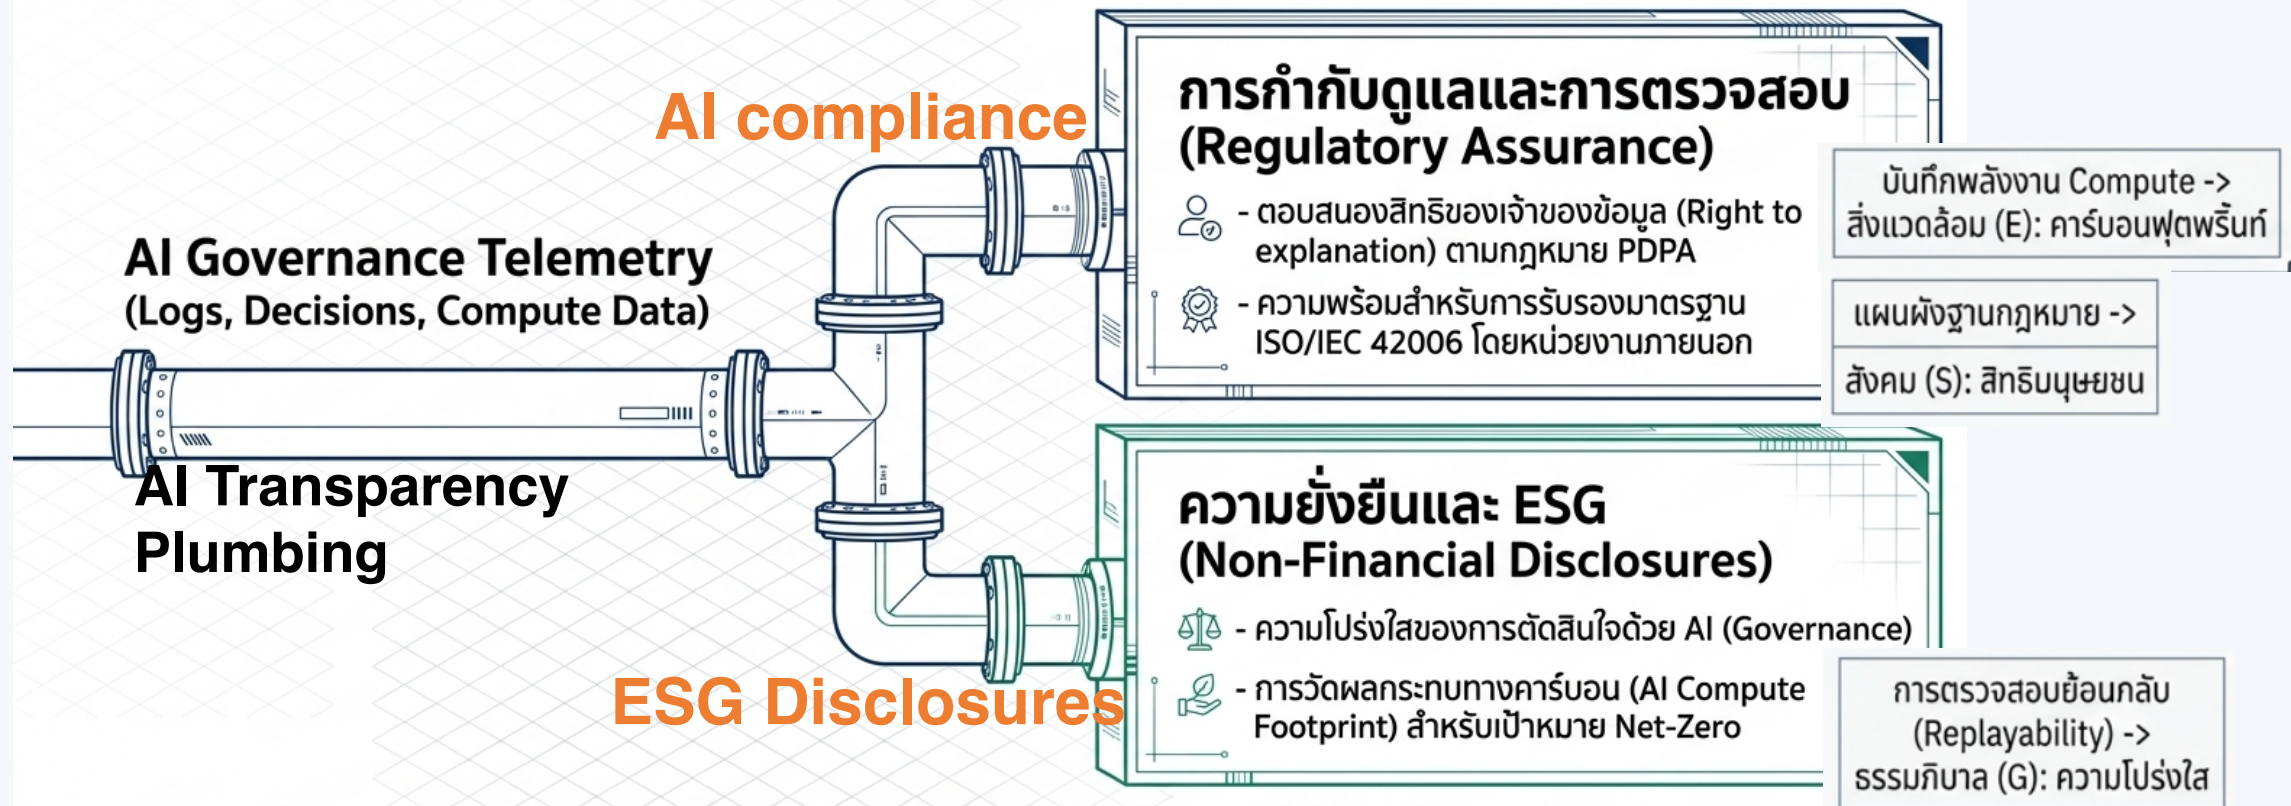 AI compliance
การกำกับดูแลและการตรวจสอบ
(Regulatory Assurance)
- ตอบสนองสิทธิของเจ้าของข้อมูล (Right to
explanation) ตามกฎหมาย PDPA
- ความพร้อมสำหรับการรับรองมาตรฐาน
ISO/IEC 42006 โดยหน่วยงานภายนอก
บันทึกพลังงาน Compute ->
สิ่งแวดล้อม (E): คาร์บอนฟุตพริ้นท์
แผนผังฐานกฎหมาย ->
สังคม (S): สิทธิมนุษยชน
AI Governance Telemetry
(Logs, Decisions, Compute Data)
AI Transparency
Plumbing
ESG Disclosures
ความยั่งยืนและ ESG
(Non-Financial Disclosures)
- ความโปร่งใสของการตัดสินใจด้วย AI (Governance)
- การวัดผลกระทบทางคาร์บอน (AI Compute
Footprint) สำหรับเป้าหมาย Net-Zero
การตรวจสอบย้อนกลับ
(Replayability) ->
ธรรมภิบาล (G): ความโปร่งใส